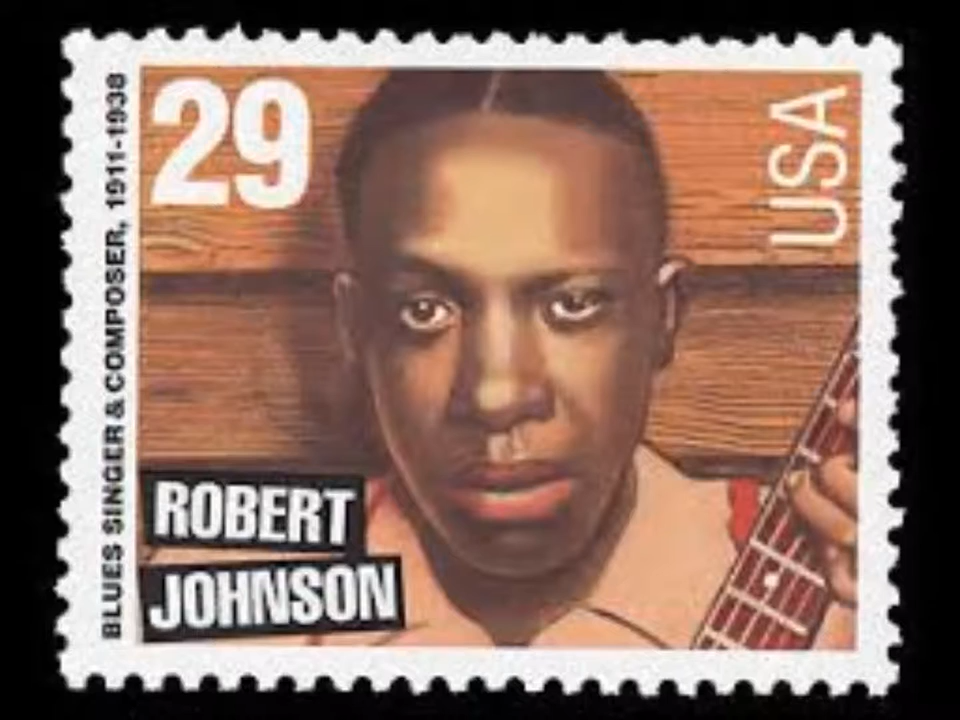 BLUES SINGER & COMPOSER, 1911-1938
29
USA
ROBERT
JOHNSON